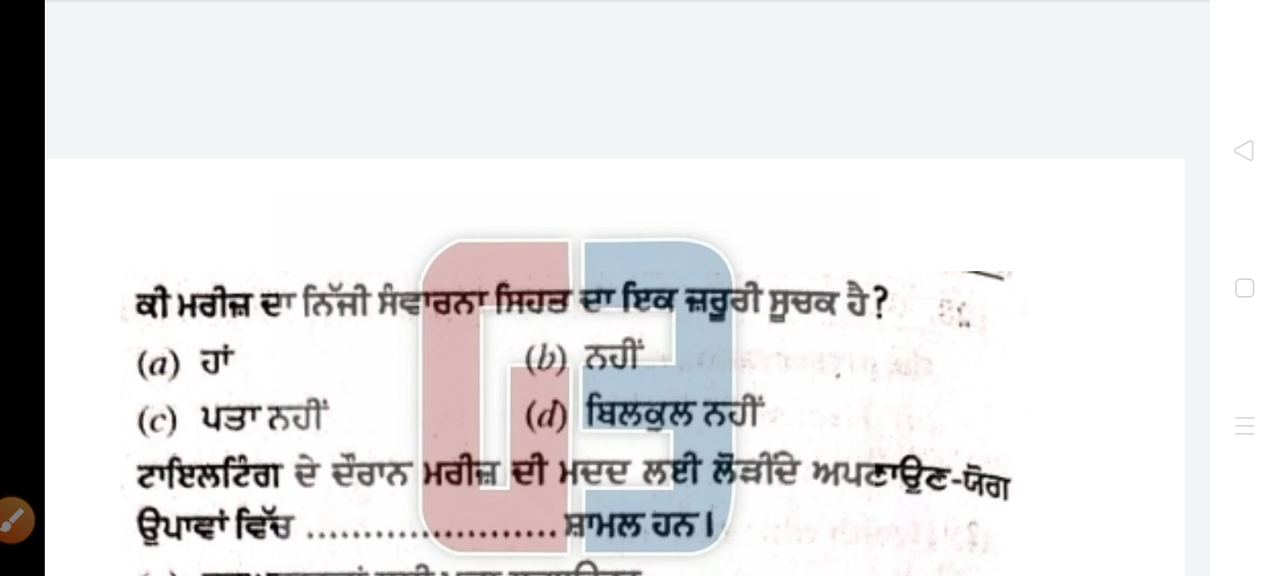 ਕੀ ਮਰੀਜ਼ ਦਾ ਨਿੱਜੀ ਸੰਵਾਰਨਾ ਸਿਹਤ ਦਾ ਇਕ ਜ਼ਰੂਰੀ ਸੂਚਕ ਹੈ?
(a) ਹਾਂ (b) ਨਹੀਂ
(c) ਪਤਾ ਨਹੀਂ (d) ਬਿਲਕੁਲ ਨਹੀਂ
ਟਾਇਲਟਿੰਗ ਦੇ ਦੌਰਾਨ ਮਰੀਜ਼ ਦੀ ਮਦਦ ਲਈ ਲੋੜੀਂਦੇ ਅਪਣਾਉਣ-ਯੋਗ
ਉਪਾਵਾਂ ਵਿੱਚ ...................... ਸ਼ਾਮਲ ਹਨ।